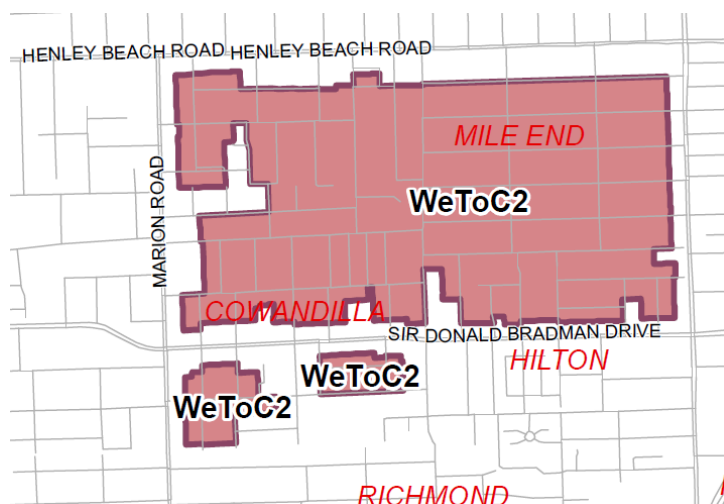 HENLEY BEACH ROAD HENLEY BEACH ROAD
MILE END
WeToC2
MARION ROAD
COWANDILLA
SIR DONALD BRADMAN DRIVE
HILTON
WeToC2
WeToC2
RICHMOND